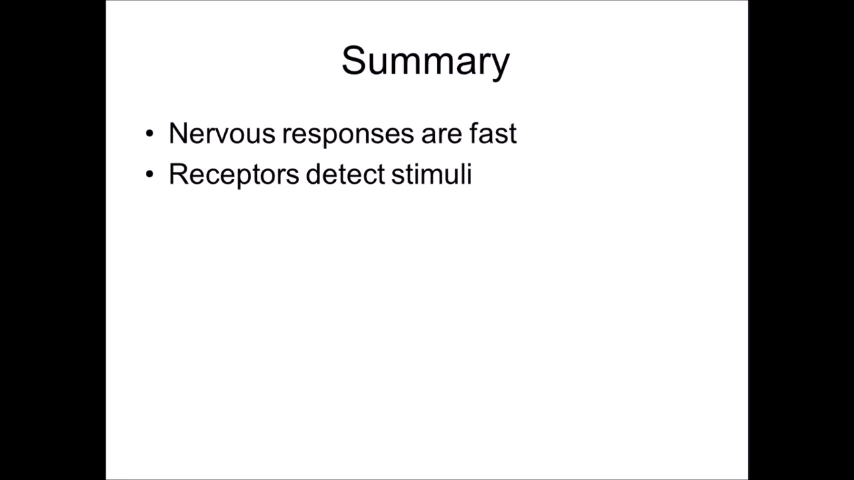 Summary
• Nervous responses are fast
• Receptors detect stimuli